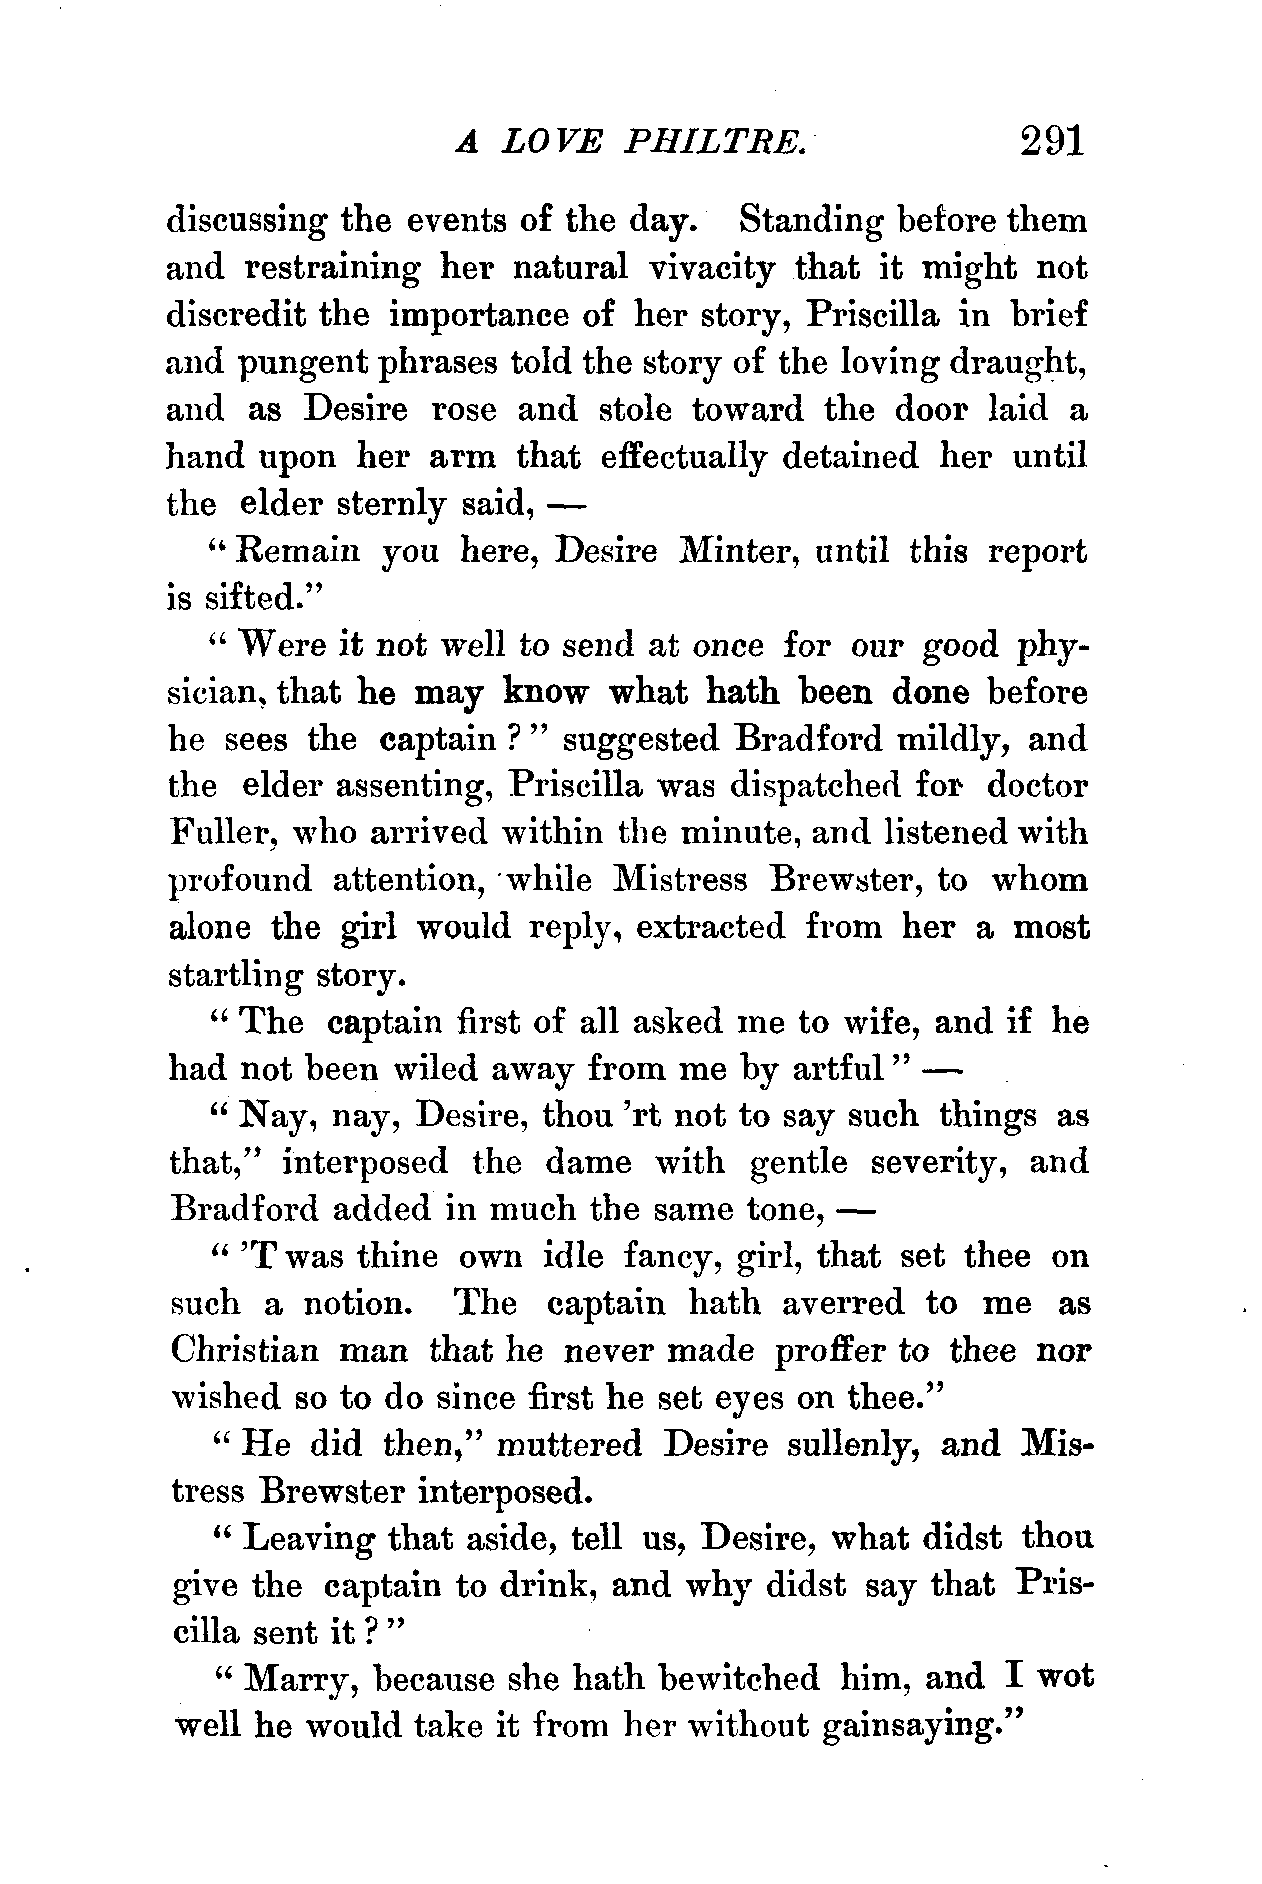 A LOVE PHILTRE. 291
discussing the events of the day. Standing before them
and restraining her natural vivacity that it might not
discredit the importance of her story, Priscilla in brief
and pungent phrases told the story of the loving draught,
and as Desire rose and stole toward the door laid a
hand upon her arm that effectually detained her until
the elder sternly said, —
“ Remain you here, Desire Minter, until this report
is sifted.”
“ Were it not well to send at once for our good phy-
sician, that he may know what hath been done before
he sees the captain ? ” suggested Bradford mildly, and
the elder assenting, Priscilla was dispatched for doctor
Fuller, who arrived within the minute, and listened with
profound attention, while Mistress Brewster, to whom
alone the girl would reply, extracted from her a most
startling story.
“ The captain first of all asked me to wife, and if he
had not been wiled away from me by artful ” —
“ Nay, nay, Desire, thou ’rt not to say such things as
that,” interposed the dame with gentle severity, and
Bradford added in much the same tone, —
“ ’T was thine own idle fancy, girl, that set thee on
such a notion. The captain hath averred to me as
Christian man that he never made proffer to thee nor
wished so to do since first he set eyes on thee.”
“ He did then,” muttered Desire sullenly, and Mis-
tress Brewster interposed.
“ Leaving that aside, tell us, Desire, what didst thou
give the captain to drink, and why didst say that Pris-
cilla sent it ? ”
“ Marry, because she hath bewitched him, and I wot
well he would take it from her without gainsaying.”